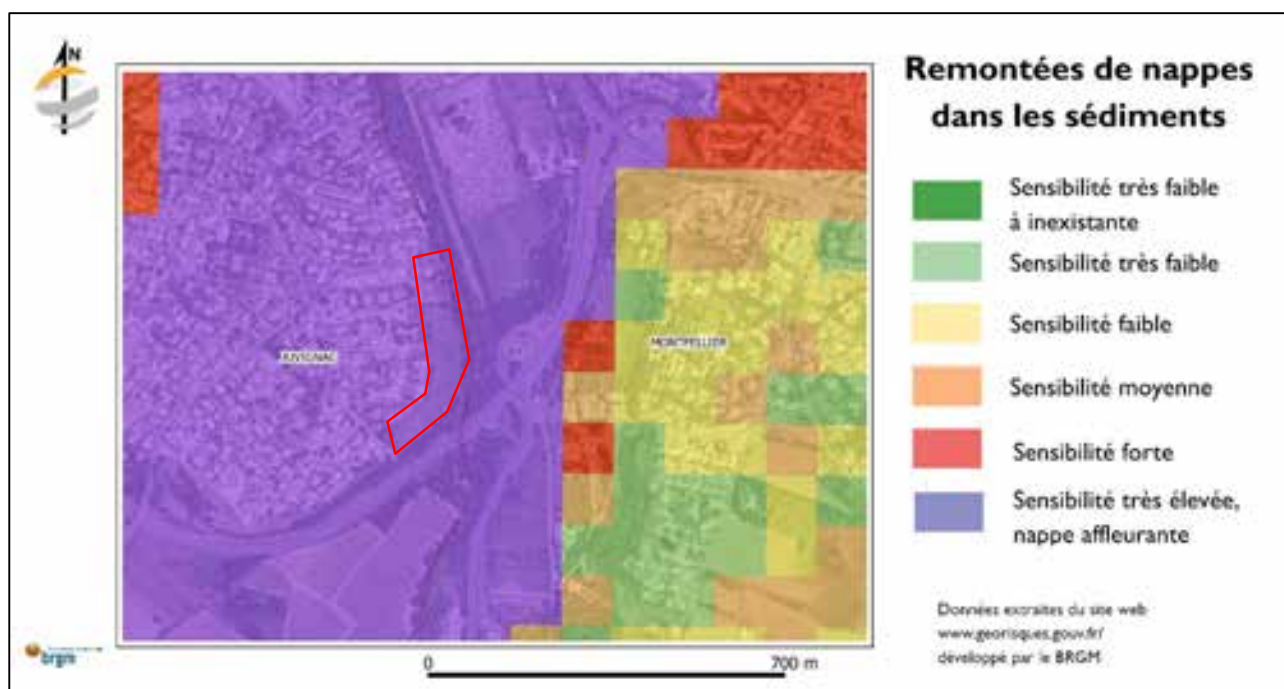 N
Remontées de nappes
dans les sédiments
Sensibilité très faible
à inexistante
Sensibilité très faible
Sensibilité faible
Sensibilité moyenne
Sensibilité forte
Sensibilité très élevée,
nappe affleurante
JUVIGNAC
MONTPELLIER
Données extraites du site web
www.georisques.gouv.fr/
développé par le BRGM
brgm
0
700 m